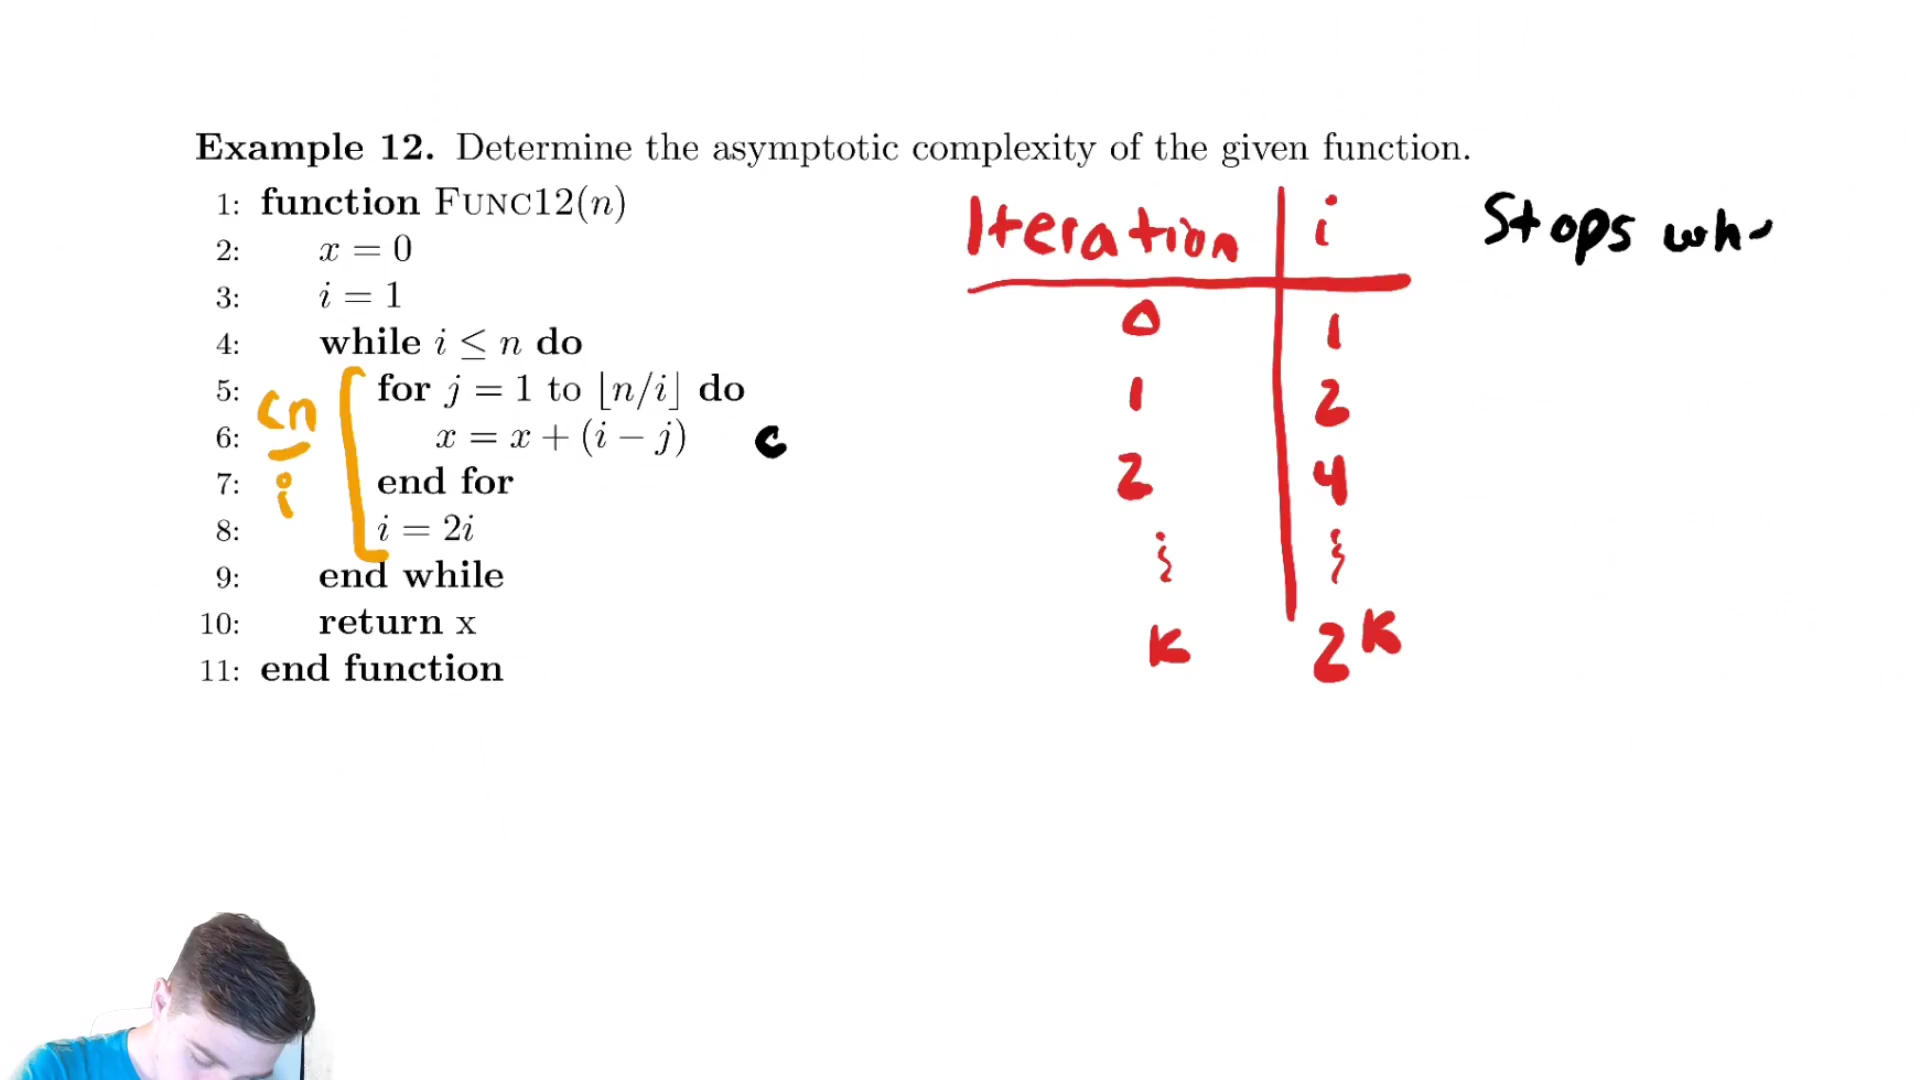 Example 12. Determine the asymptotic complexity of the given function.
1: function FUNC12(n)
2: x = 0
3: i = 1
4: while i ≤ n do
5: for j = 1 to ⌊n/i⌋ do
6: x = x + (i − j)
7: end for
8: i = 2i
9: end while
10: return x
11: end function
cn
i
c
Iteration i
0 1
1 2
2 4
⋮ ⋮
K 2^K
Stops wh